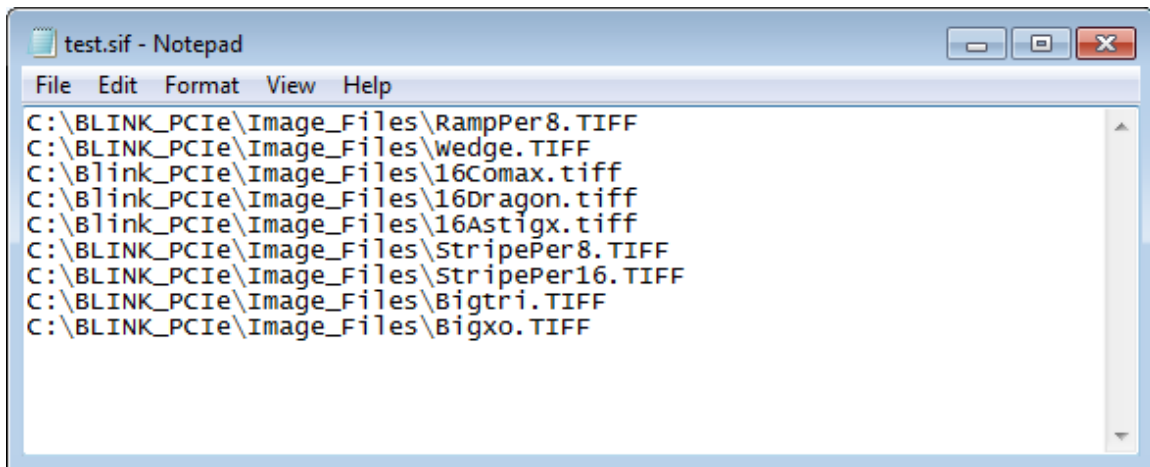 test.sif - Notepad
File Edit Format View Help
C:\BLINK_PCIe\Image_Files\RampPer8.TIFF
C:\BLINK_PCIe\Image_Files\Wedge.TIFF
C:\Blink_PCIe\Image_Files\16Comax.tiff
C:\Blink_PCIe\Image_Files\16Dragon.tiff
C:\Blink_PCIe\Image_Files\16Astigx.tiff
C:\BLINK_PCIe\Image_Files\StripePer8.TIFF
C:\BLINK_PCIe\Image_Files\StripePer16.TIFF
C:\BLINK_PCIe\Image_Files\Bigtri.TIFF
C:\BLINK_PCIe\Image_Files\Bigxo.TIFF